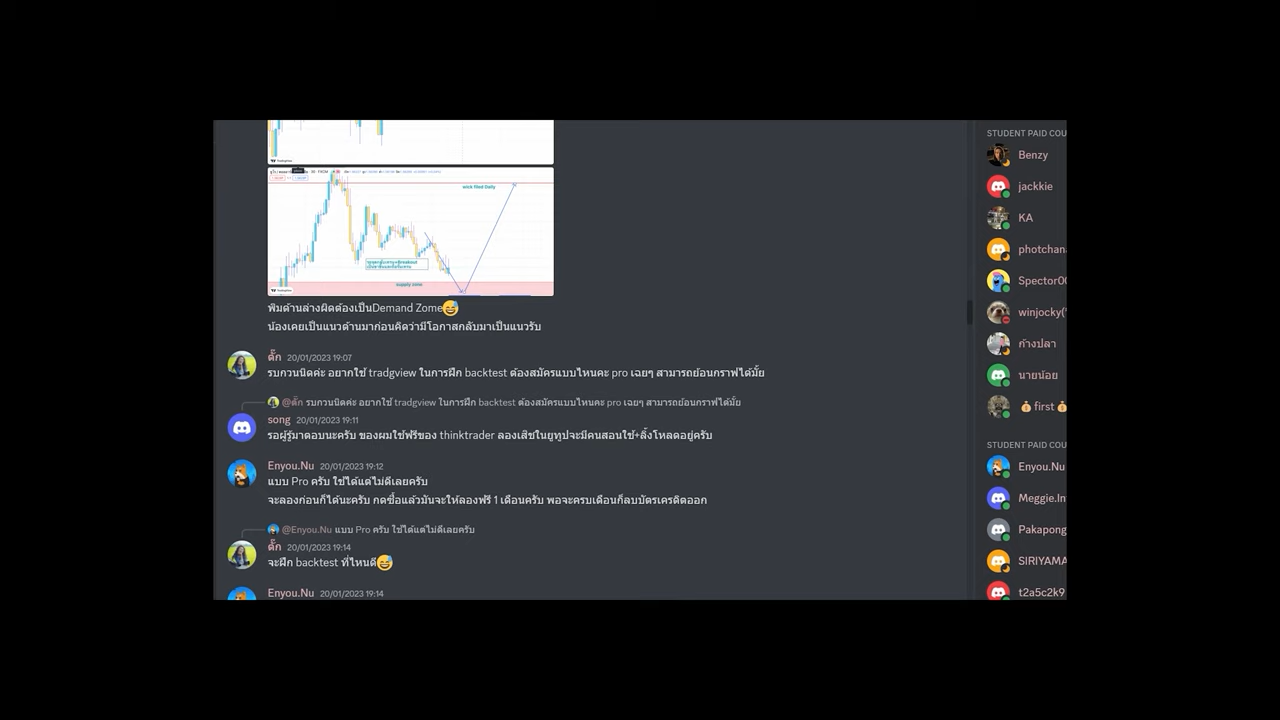 STUDENT PAID COU
Benzy
jackkie
KA
photchana
Spector00
winjocky(
ก้างปลา
นายน้อย
first
STUDENT PAID COU
Enyou.Nu
Meggie.In
Pakapong
SIRIYAMA
t2a5c2k9
TradingView
wick filed Daily
supply zone
TradingView
พิมด้านล่างผิดต้องเป็นDemand Zome😅
น้องเคยเป็นแนวต้านมาก่อนคิดว่ามีโอกาสกลับมาเป็นแนวรับ
ตั๊ก 20/01/2023 19:07
รบกวนนิดค่ะ อยากใช้ tradgview ในการฝึก backtest ต้องสมัครแบบไหนคะ pro เฉยๆ สามารถย้อนกราฟได้มั้ย
@ตั๊ก รบกวนนิดค่ะ อยากใช้ tradgview ในการฝึก backtest ต้องสมัครแบบไหนคะ pro เฉยๆ สามารถย้อนกราฟได้มั้ย
song 20/01/2023 19:11
รอผู้รู้มาตอบนะครับ ของผมใช้ฟรีของ thinktrader ลองเสิชในยูทูปจะมีคนสอนใช้+ลิ้งโหลดอยู่ครับ
Enyou.Nu 20/01/2023 19:12
แบบ Pro ครับ ใช้ได้แต่ไม่ดีเลยครับ
จะลองก่อนก็ได้นะครับ กดซื้อแล้วมันจะให้ลองฟรี 1 เดือนครับ พอจะครบเดือนก็ลบบัตรเครดิตออก
@Enyou.Nu แบบ Pro ครับ ใช้ได้แต่ไม่ดีเลยครับ
ตั๊ก 20/01/2023 19:14
จะฝึก backtest ที่ไหนดี😅
Enyou.Nu 20/01/2023 19:14